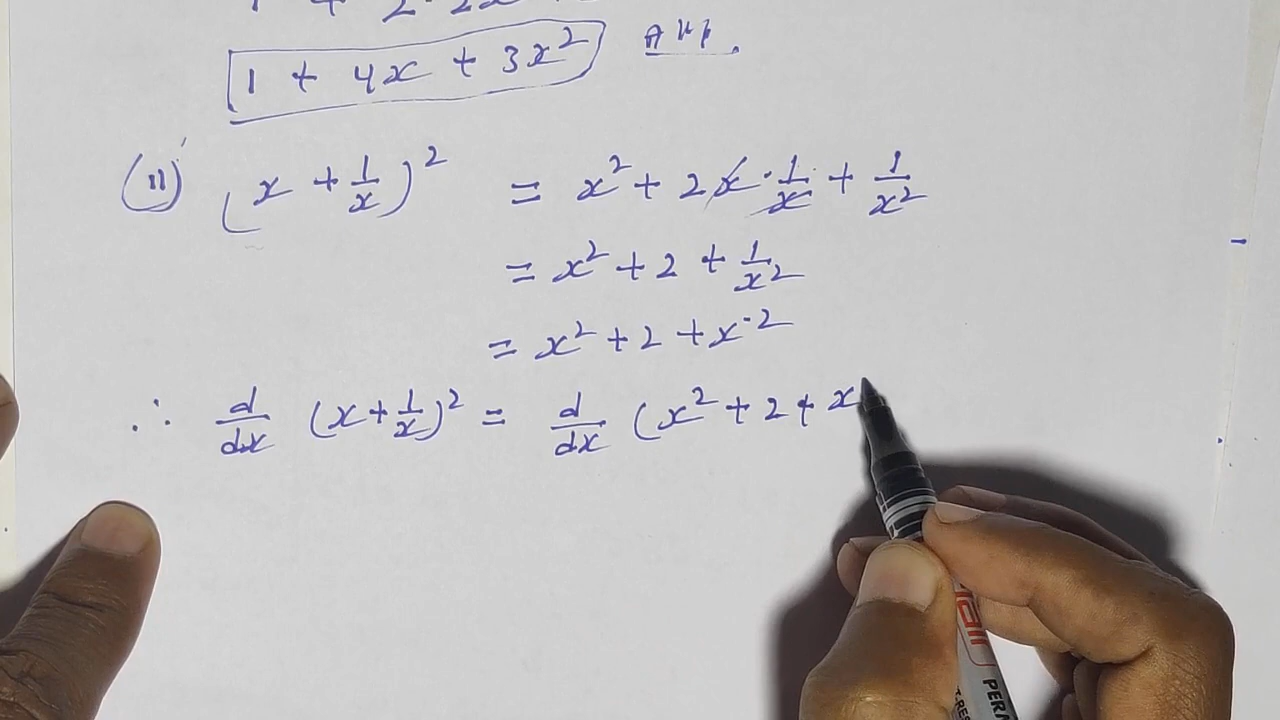 1 + 4x + 3x² Ans.
(ii) (x + 1/x)² = x² + 2x·1/x + 1/x²
= x² + 2 + 1/x²
= x² + 2 + x⁻²
∴ d/dx (x + 1/x)² = d/dx (x² + 2 + x
PERM